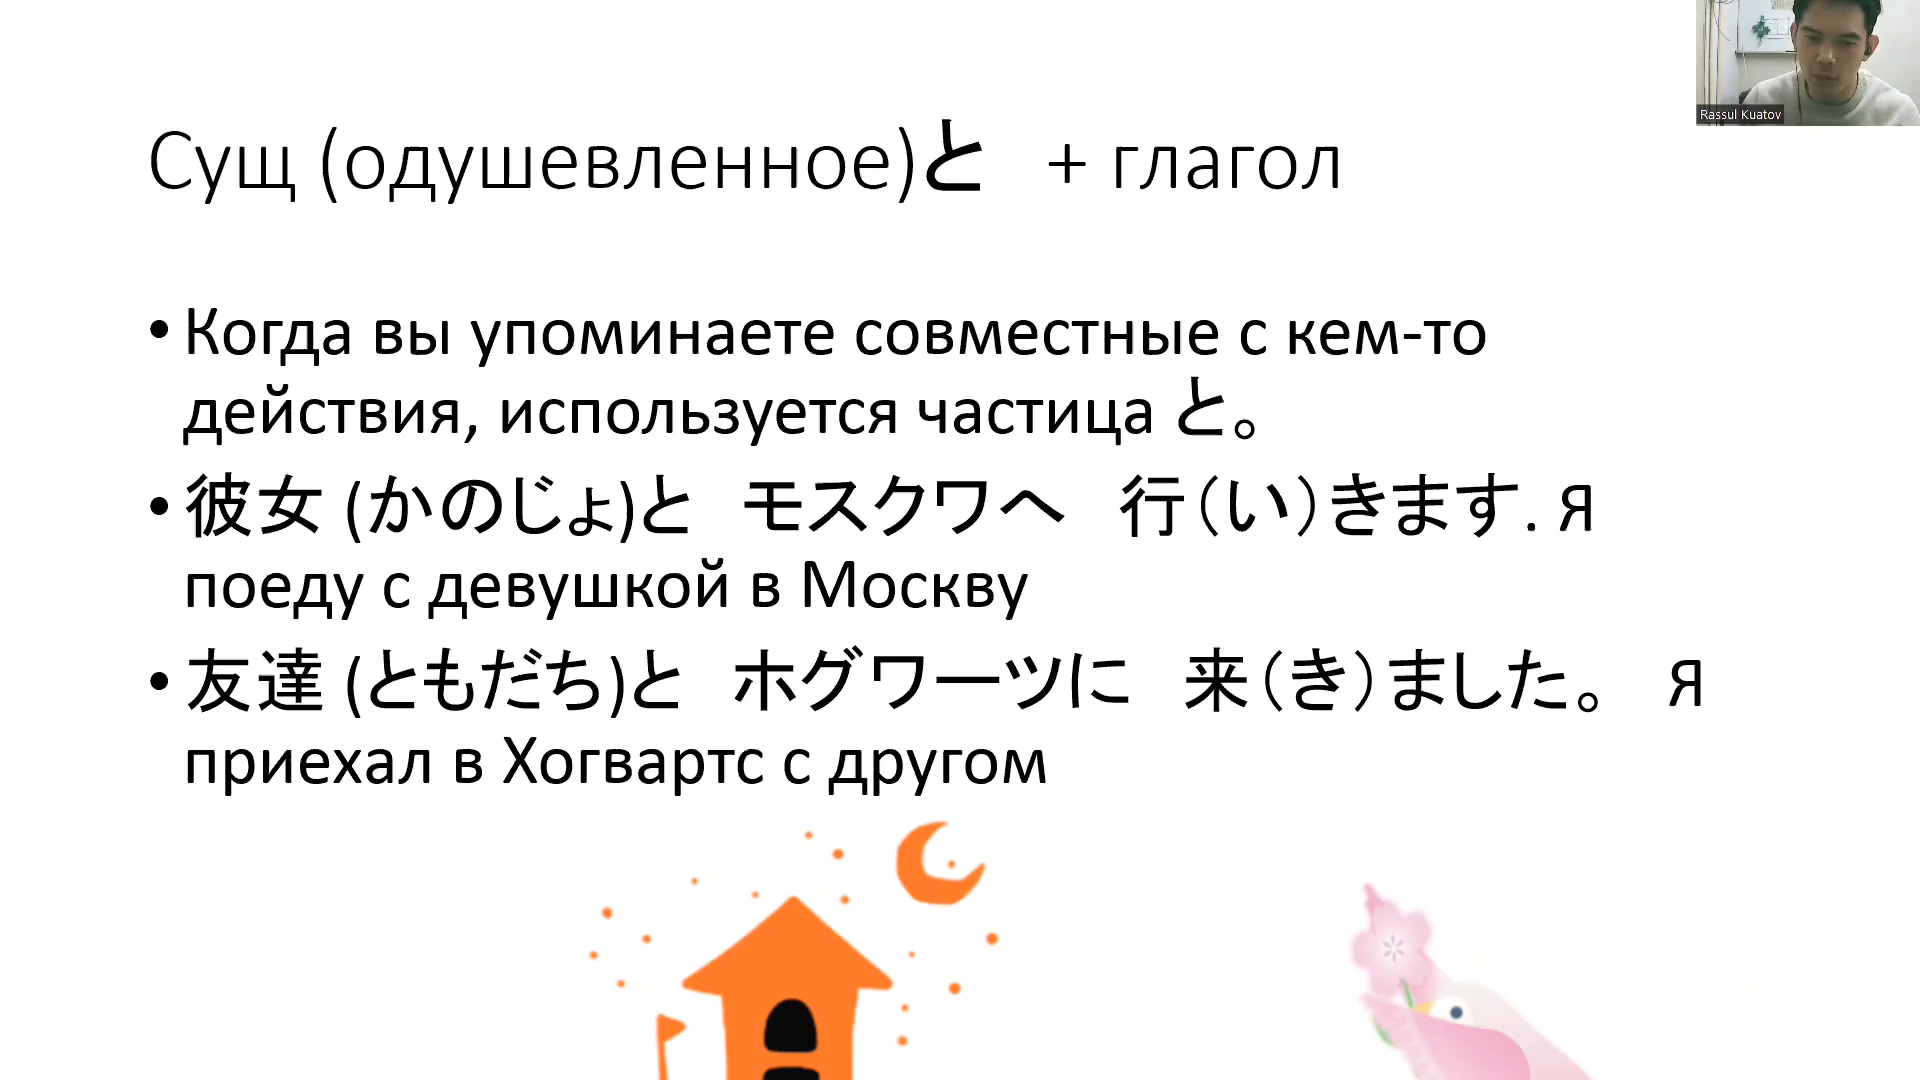 Rassul Kuatov
Сущ (одушевленное)と + глагол
• Когда вы упоминаете совместные с кем-то
действия, используется частица と。
• 彼女 (かのじょ)と　モスクワへ　行（い）きます. Я
поеду с девушкой в Москву
• 友達 (ともだち)と　ホグワーツに　来（き）ました。　Я
приехал в Хогвартс с другом